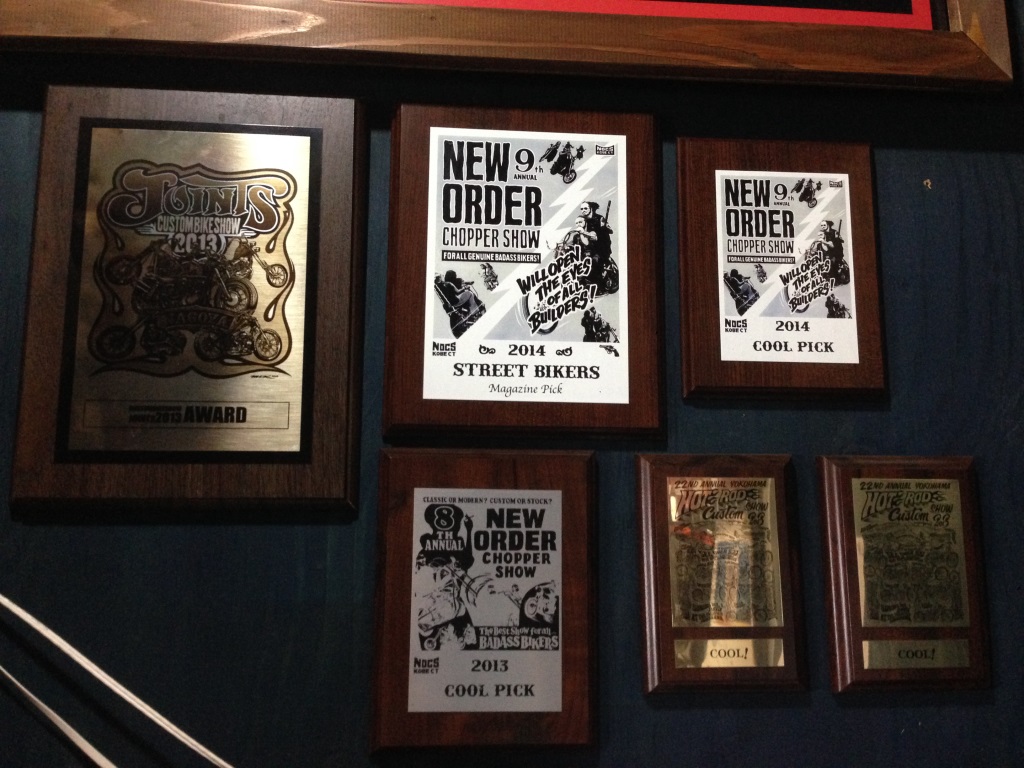 JOINTS
CUSTOMBIKESHOW
2013
NAGOYA
2013 AWARD
NEW 9th
ANNUAL
ORDER
CHOPPER SHOW
FOR ALL GENUINE BADASS BIKERS!
WILL OPEN
THE EYES
OF ALL
BUILDERS!
NOCS
KOBE CT
2014
STREET BIKERS
Magazine Pick
NEW 9th
ANNUAL
ORDER
CHOPPER SHOW
FOR ALL GENUINE BADASS BIKERS!
WILL OPEN
THE EYES
OF ALL
BUILDERS!
NOCS
KOBE CT
2014
COOL PICK
CLASSIC OR MODERN? CUSTOM OR STOCK?
8
TH
ANNUAL
NEW
ORDER
CHOPPER
SHOW
The Best Show for all...
BADASS BIKERS
NOCS
KOBE CT
2013
COOL PICK
22ND ANNUAL YOKOHAMA
HOT ROD
Custom SHOW
COOL!
22ND ANNUAL YOKOHAMA
HOT ROD
Custom SHOW
COOL!